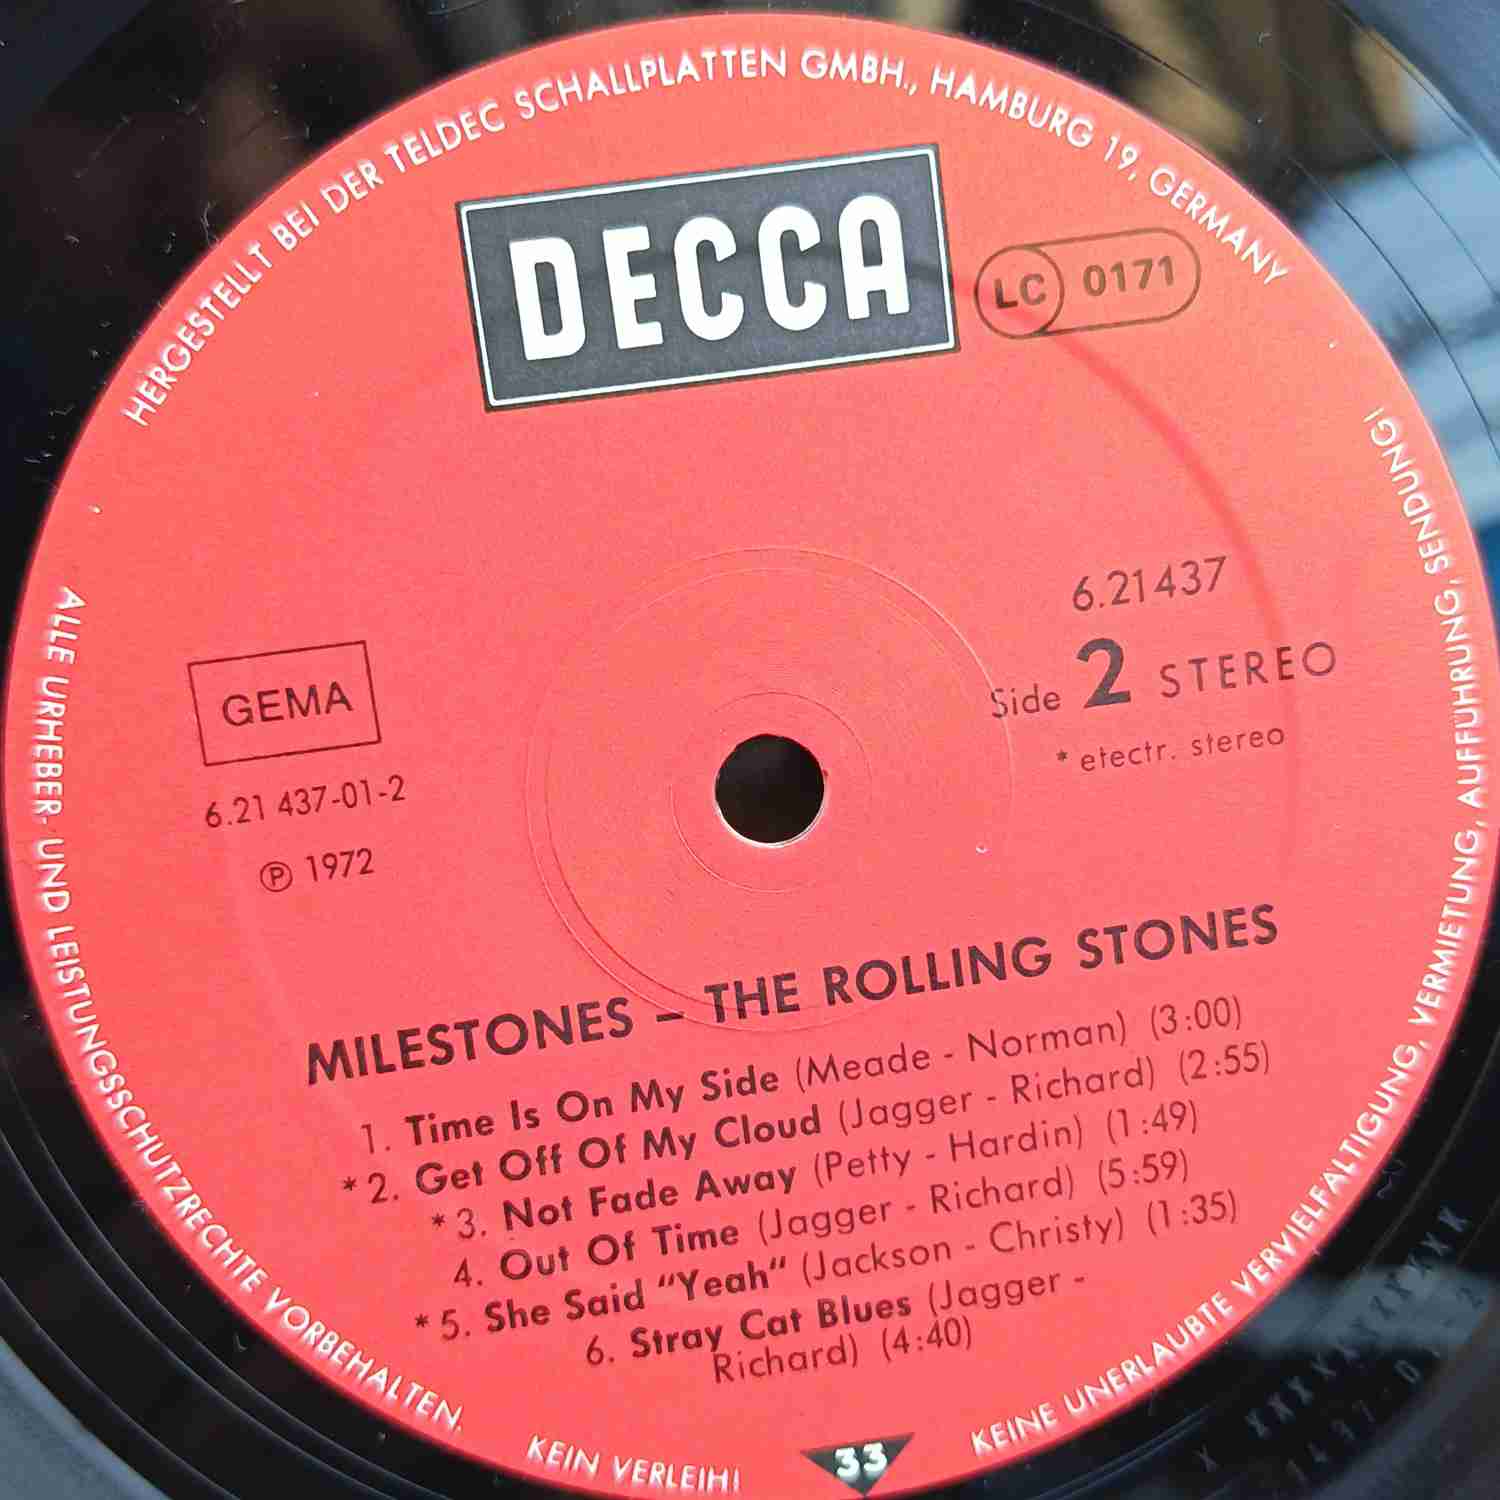 HERGESTELLT BEI DER TELDEC SCHALLPLATTEN GMBH., HAMBURG 19, GERMANY
DECCA
LC 0171
6.21437
Side 2 STEREO
* etectr. stereo
GEMA
6.21 437-01-2
Ⓟ 1972
MILESTONES – THE ROLLING STONES
1. Time Is On My Side (Meade - Norman) (3:00)
*2. Get Off Of My Cloud (Jagger - Richard) (2:55)
*3. Not Fade Away (Petty - Hardin) (1:49)
4. Out Of Time (Jagger - Richard) (5:59)
*5. She Said "Yeah" (Jackson - Christy) (1:35)
6. Stray Cat Blues (Jagger -
Richard) (4:40)
ALLE URHEBER- UND LEISTUNGSSCHUTZRECHTE VORBEHALTEN.
KEIN VERLEIH!
33
KEINE UNERLAUBTE VERVIELFALTIGUNG, VERMIETUNG, AUFFÜHRUNG, SENDUNG!